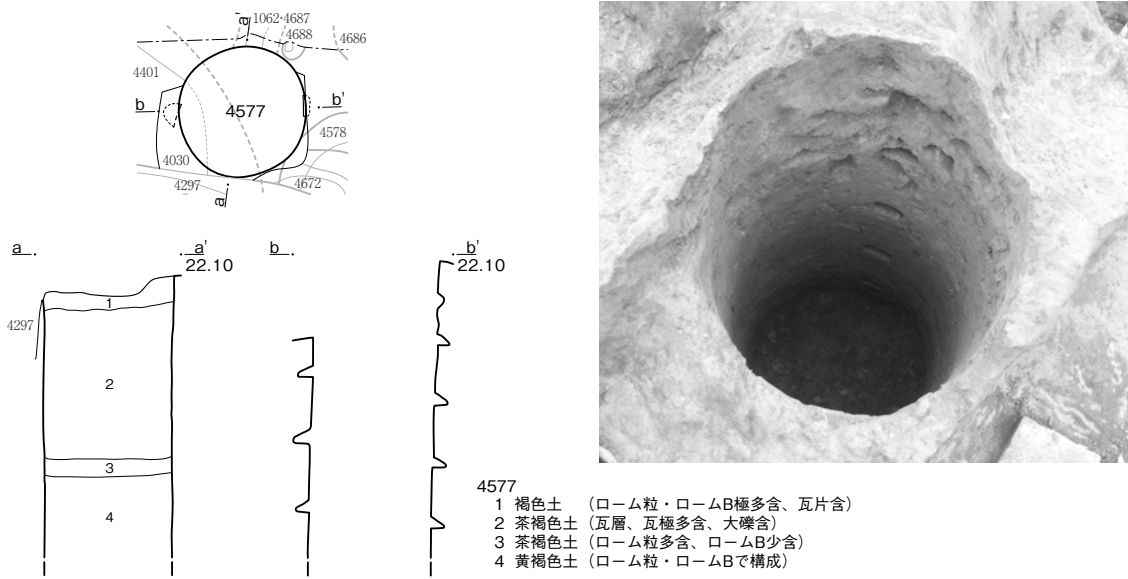 a'
1062・4687
4688
4686
4401
b
4577
b'
4578
4030
4297
4672
a
a
a'
22.10
b
b'
22.10
1
4297
2
3
4
4577
1 褐色土 （ローム粒・ロームB極多含、瓦片含）
2 茶褐色土（瓦層、瓦極多含、大礫含）
3 茶褐色土（ローム粒多含、ロームB少含）
4 黄褐色土（ローム粒・ロームBで構成）